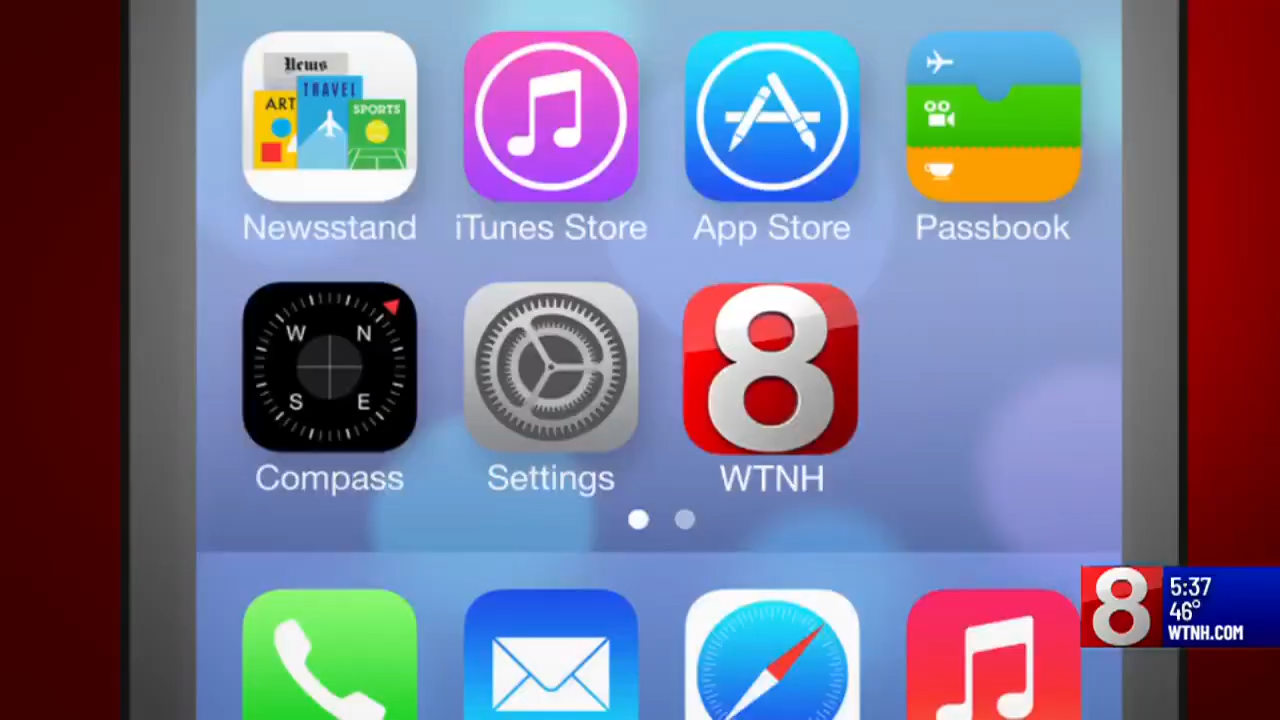 News
TRAVEL
ART
SPORTS
Newsstand
iTunes Store
App Store
Passbook
W
N
S
E
8
Compass
Settings
WTNH
8
5:37
46°
WTNH.COM